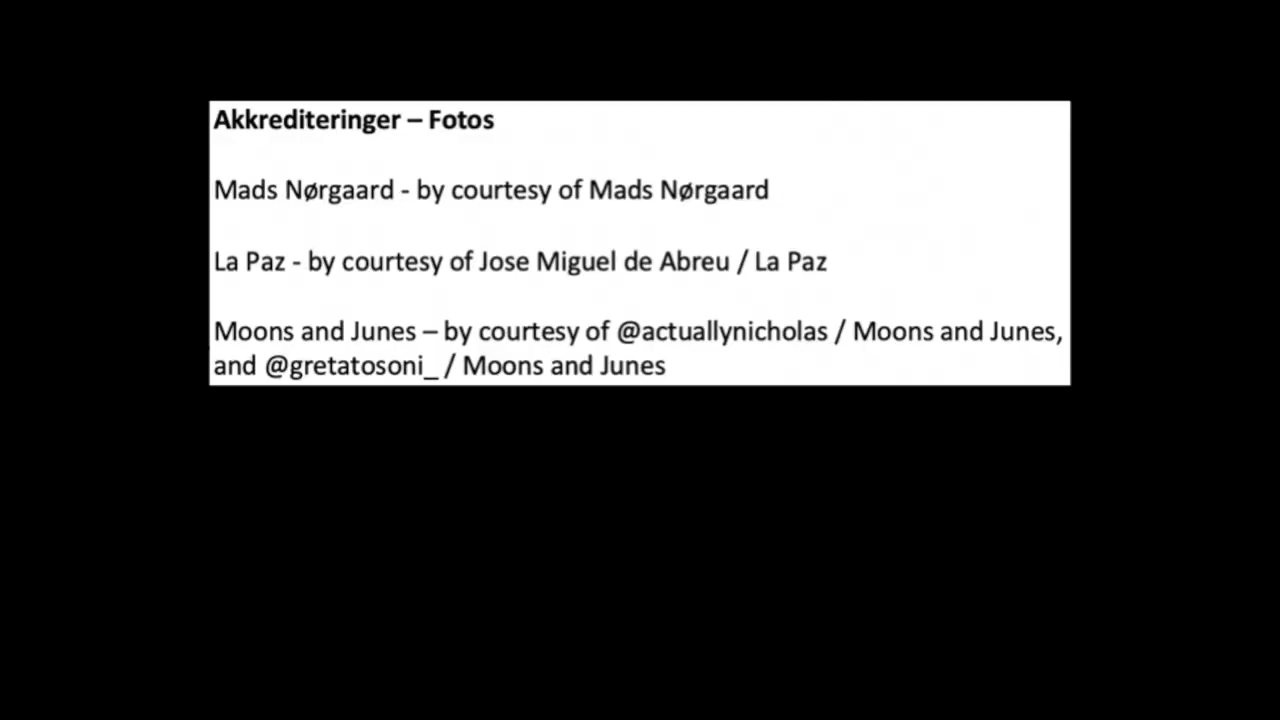 Akkrediteringer – Fotos
Mads Nørgaard - by courtesy of Mads Nørgaard
La Paz - by courtesy of Jose Miguel de Abreu / La Paz
Moons and Junes – by courtesy of @actuallynicholas / Moons and Junes,
and @gretatosoni_ / Moons and Junes